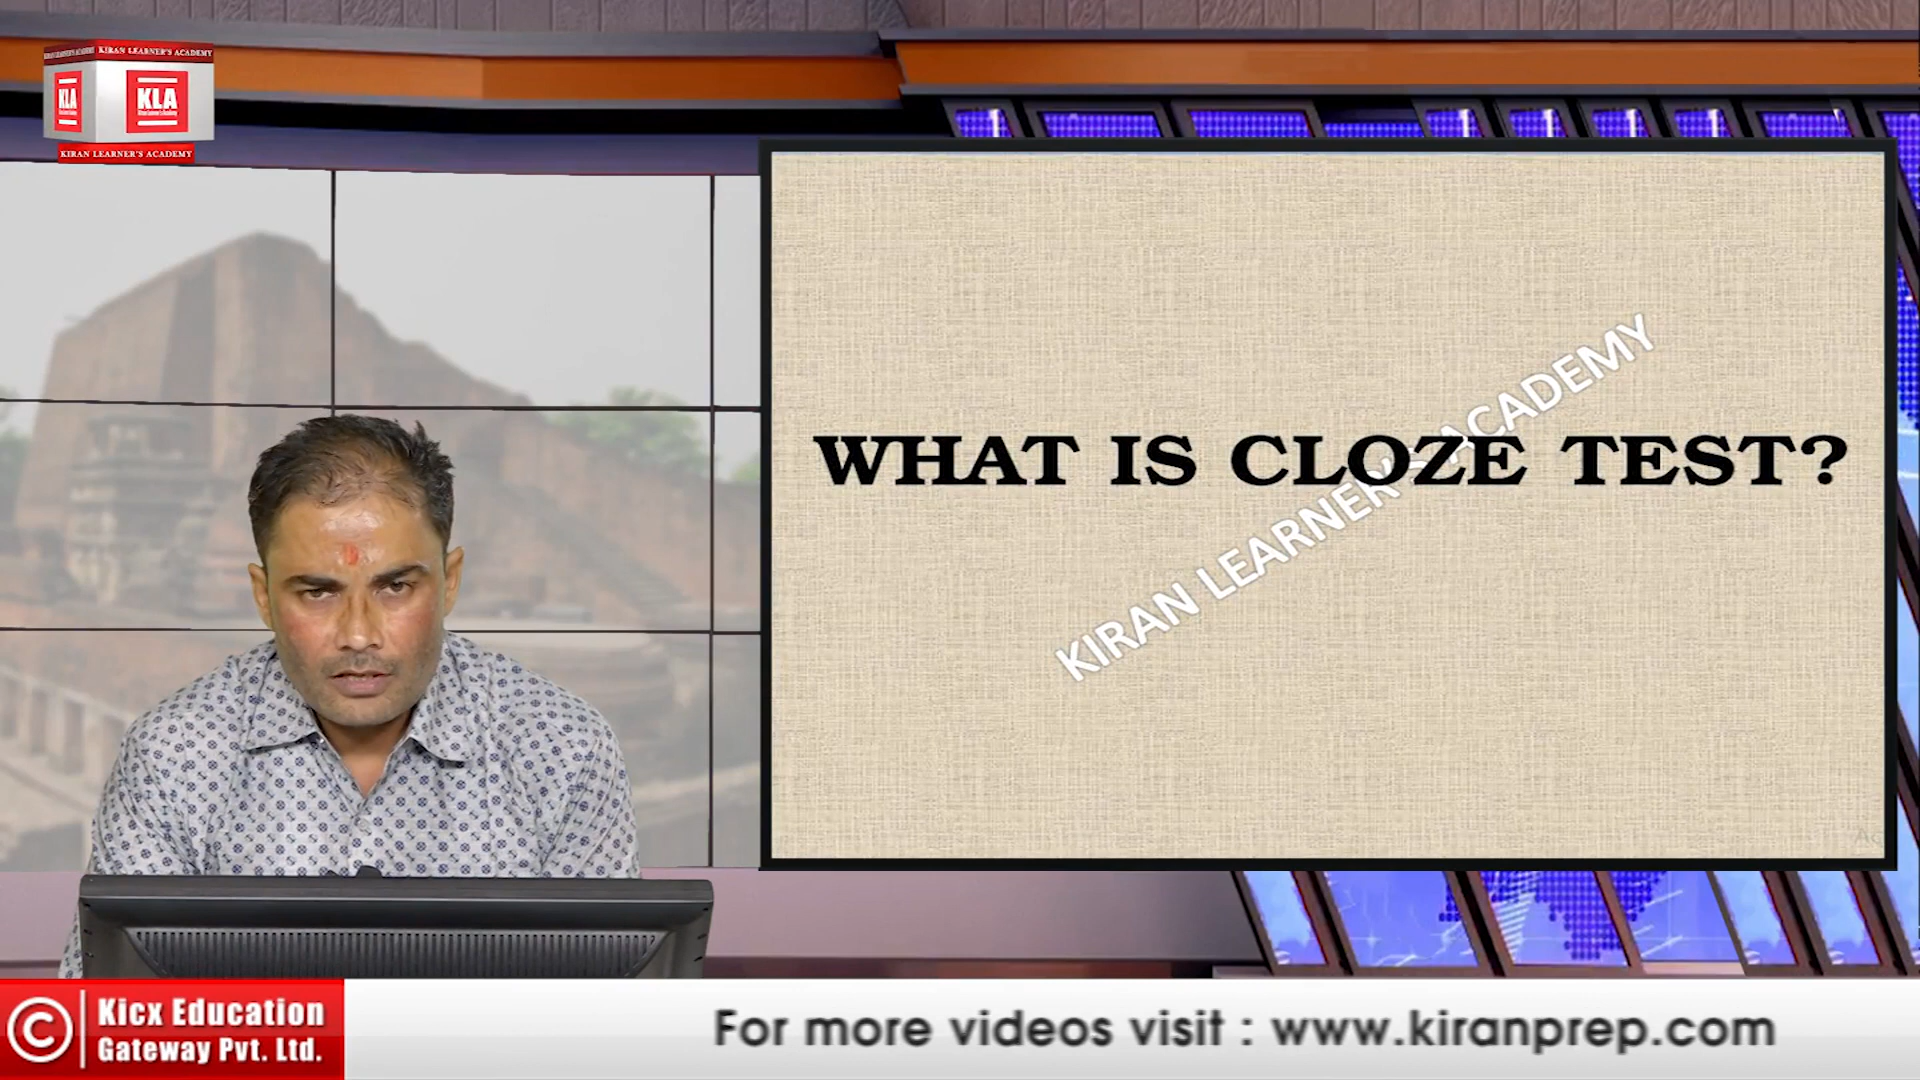 KIRAN LEARNER'S ACADEMY
KLA
KLA
KIRAN LEARNER'S ACADEMY
WHAT IS CLOZE TEST?
KIRAN LEARNER'S ACADEMY
©
Kicx Education
Gateway Pvt. Ltd.
For more videos visit : www.kiranprep.com